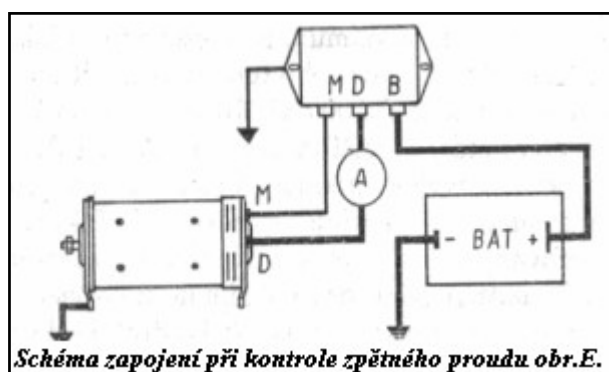 M D B
A
M
D
- BAT +
Schéma zapojení při kontrole zpětného proudu obr.E.